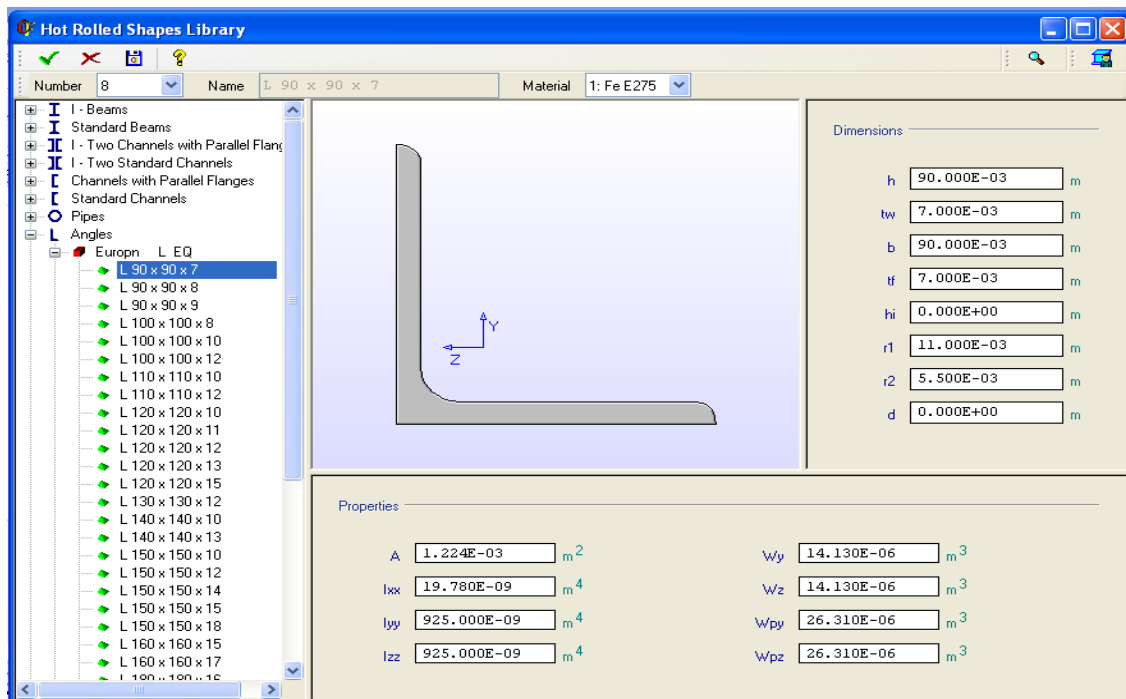 Hot Rolled Shapes Library
Number 8 Name L 90 x 90 x 7 Material 1: Fe E275
I - Beams
Standard Beams
I - Two Channels with Parallel Flang
I - Two Standard Channels
Channels with Parallel Flanges
Standard Channels
Pipes
Angles
Europn L EQ
L 90 x 90 x 7
L 90 x 90 x 8
L 90 x 90 x 9
L 100 x 100 x 8
L 100 x 100 x 10
L 100 x 100 x 12
L 110 x 110 x 10
L 110 x 110 x 12
L 120 x 120 x 10
L 120 x 120 x 11
L 120 x 120 x 12
L 120 x 120 x 13
L 120 x 120 x 15
L 130 x 130 x 12
L 140 x 140 x 10
L 140 x 140 x 13
L 150 x 150 x 10
L 150 x 150 x 12
L 150 x 150 x 14
L 150 x 150 x 15
L 150 x 150 x 18
L 160 x 160 x 15
L 160 x 160 x 17
L 180 x 180 x 16
Y
Z
Dimensions
h 90.000E-03 m
tw 7.000E-03 m
b 90.000E-03 m
tf 7.000E-03 m
hi 0.000E+00 m
r1 11.000E-03 m
r2 5.500E-03 m
d 0.000E+00 m
Properties
A 1.224E-03 m2
Ixx 19.780E-09 m4
Iyy 925.000E-09 m4
Izz 925.000E-09 m4
Wy 14.130E-06 m3
Wz 14.130E-06 m3
Wpy 26.310E-06 m3
Wpz 26.310E-06 m3